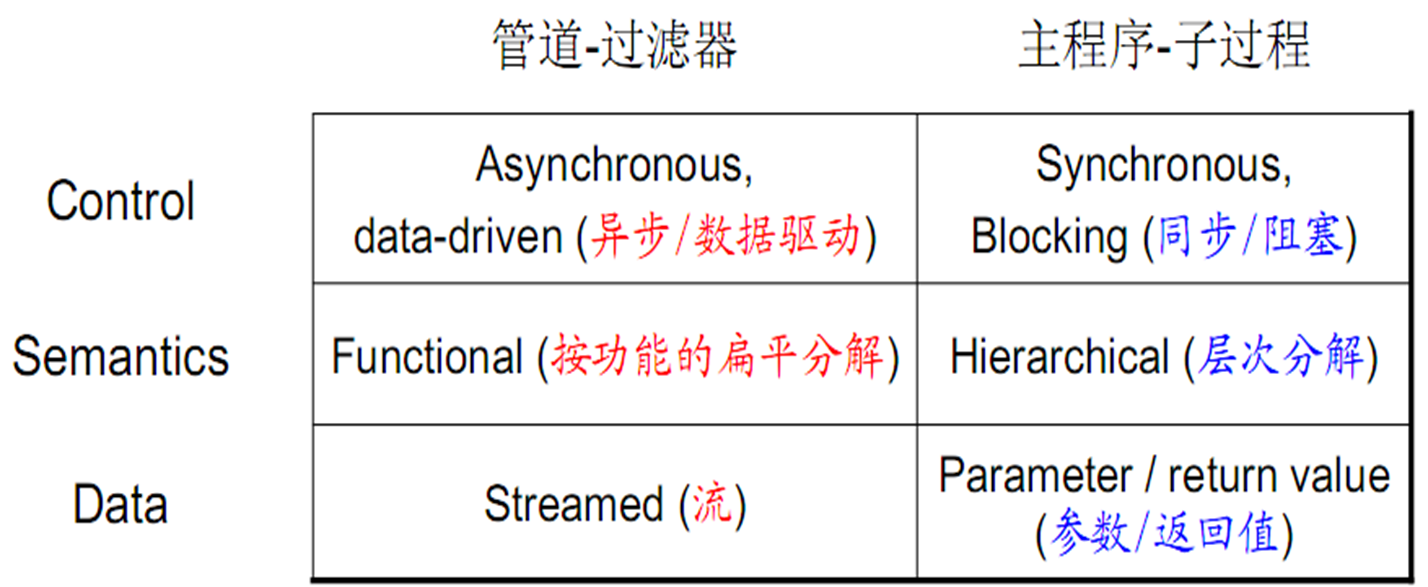 管道-过滤器 主程序-子过程
Control
Asynchronous,
data-driven (异步/数据驱动)
Synchronous,
Blocking (同步/阻塞)
Semantics
Functional (按功能的扁平分解)
Hierarchical (层次分解)
Data
Streamed (流)
Parameter / return value
(参数/返回值)